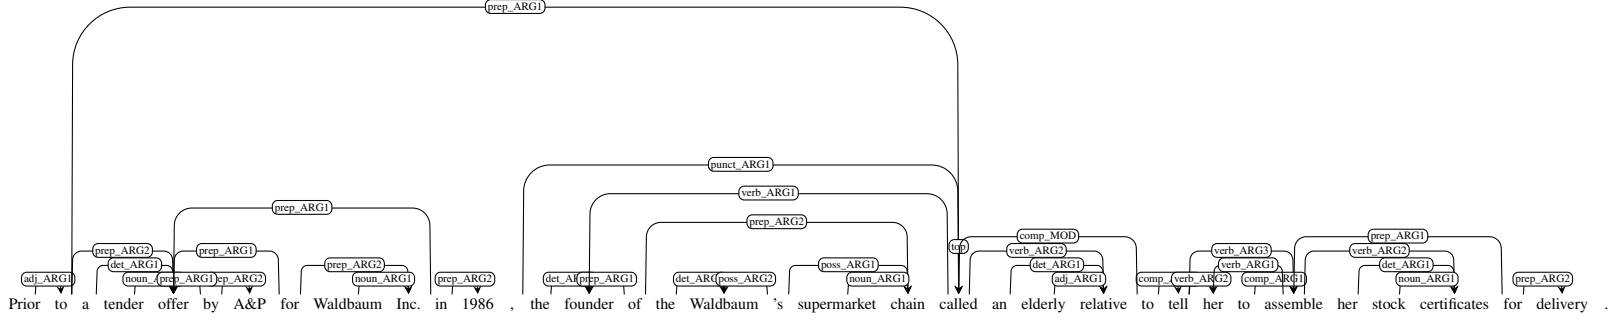 prep_ARG1
punct_ARG1
verb_ARG1
prep_ARG1
prep_ARG2
comp_MOD prep_ARG1
top
prep_ARG2 prep_ARG1 verb_ARG2 verb_ARG3 verb_ARG2
det_ARG1 prep_ARG2 poss_ARG1 det_ARG1 verb_ARG1 det_ARG1
adj_ARG1 prep_ARG1 noun_ARG1 prep_ARG2 prep_ARG1 poss_ARG2 noun_ARG1 adj_ARG1 verb_ARG2 comp_ARG1 noun_ARG1 prep_ARG2
Prior to a tender offer by A&P for Waldbaum Inc. in 1986 , the founder of the Waldbaum 's supermarket chain called an elderly relative to tell her to assemble her stock certificates for delivery .